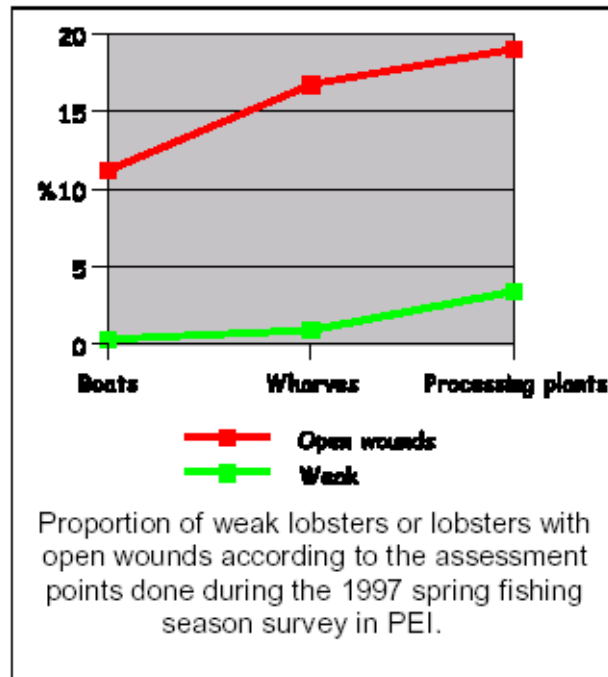 20
15
%10
5
0
Boats Wharves Processing plants
Open wounds
Weak
Proportion of weak lobsters or lobsters with
open wounds according to the assessment
points done during the 1997 spring fishing
season survey in PEI.